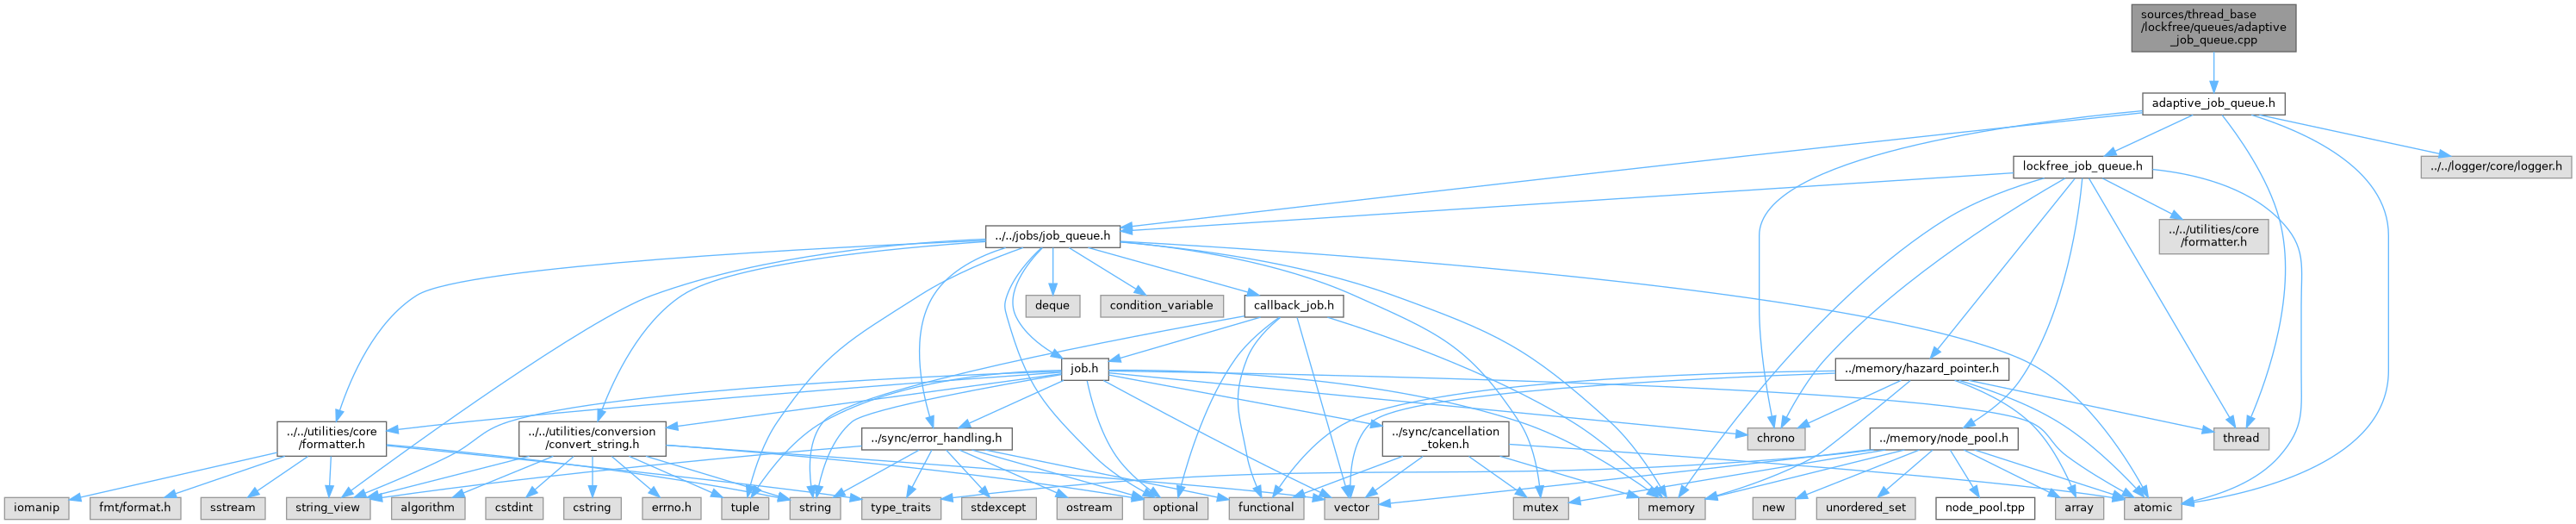 sources/thread_base
/lockfree/queues/adaptive
_job_queue.cpp
adaptive_job_queue.h
lockfree_job_queue.h
../../logger/core/logger.h
../../jobs/job_queue.h
../../utilities/core
/formatter.h
deque
condition_variable
callback_job.h
job.h
../memory/hazard_pointer.h
../../utilities/core
/formatter.h
../../utilities/conversion
/convert_string.h
../sync/error_handling.h
../sync/cancellation
_token.h
chrono
../memory/node_pool.h
thread
iomanip
fmt/format.h
sstream
string_view
algorithm
cstdint
cstring
errno.h
tuple
string
type_traits
stdexcept
ostream
optional
functional
vector
mutex
memory
new
unordered_set
node_pool.tpp
array
atomic